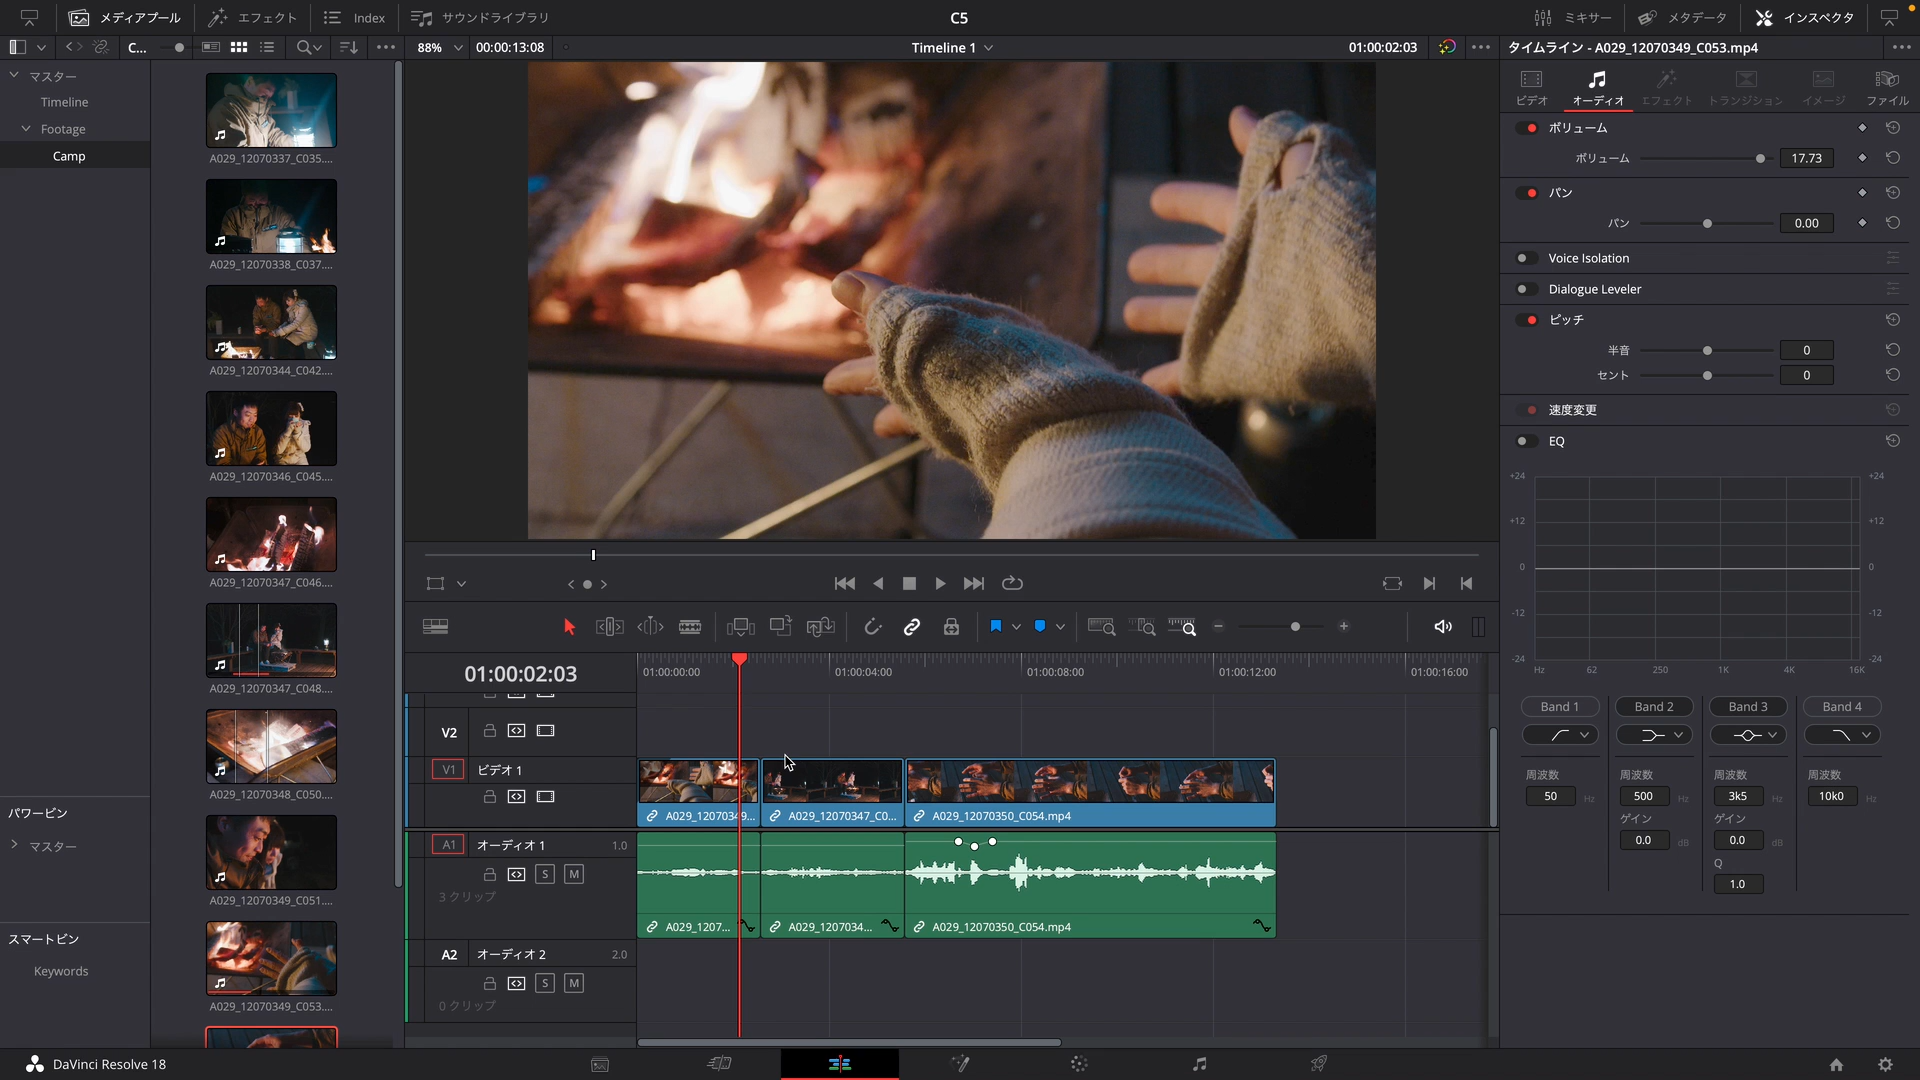 メディアプール
エフェクト
Index
サウンドライブラリ
C5
ミキサー
メタデータ
インスペクタ
C...
88%
00:00:13:08
Timeline 1
01:00:02:03
タイムライン - A029_12070349_C053.mp4
マスター
Timeline
Footage
Camp
パワービン
マスター
スマートビン
Keywords
A029_12070337_C035....
A029_12070338_C037....
A029_12070344_C042....
A029_12070346_C045....
A029_12070347_C046....
A029_12070347_C048....
A029_12070348_C050....
A029_12070349_C051....
A029_12070349_C053....
ビデオ
オーディオ
エフェクト
トランジション
イメージ
ファイル
ボリューム
ボリューム 17.73
パン
パン 0.00
Voice Isolation
Dialogue Leveler
ピッチ
半音 0
セント 0
速度変更
EQ
+24 +24
+12 +12
0 0
-12 -12
-24 -24
Hz 62 250 1K 4K 16K
Band 1 Band 2 Band 3 Band 4
周波数 周波数 周波数 周波数
50 Hz 500 Hz 3k5 Hz 10k0 Hz
ゲイン ゲイン
0.0 dB 0.0 dB
Q
1.0
01:00:02:03
01:00:00:00 01:00:04:00 01:00:08:00 01:00:12:00 01:00:16:00
V2
V1 ビデオ 1
A029_12070349... A029_12070347_C0... A029_12070350_C054.mp4
A1 オーディオ 1 1.0
S M
3 クリップ
A029_1207... A029_1207034... A029_12070350_C054.mp4
A2 オーディオ 2 2.0
S M
0 クリップ
DaVinci Resolve 18